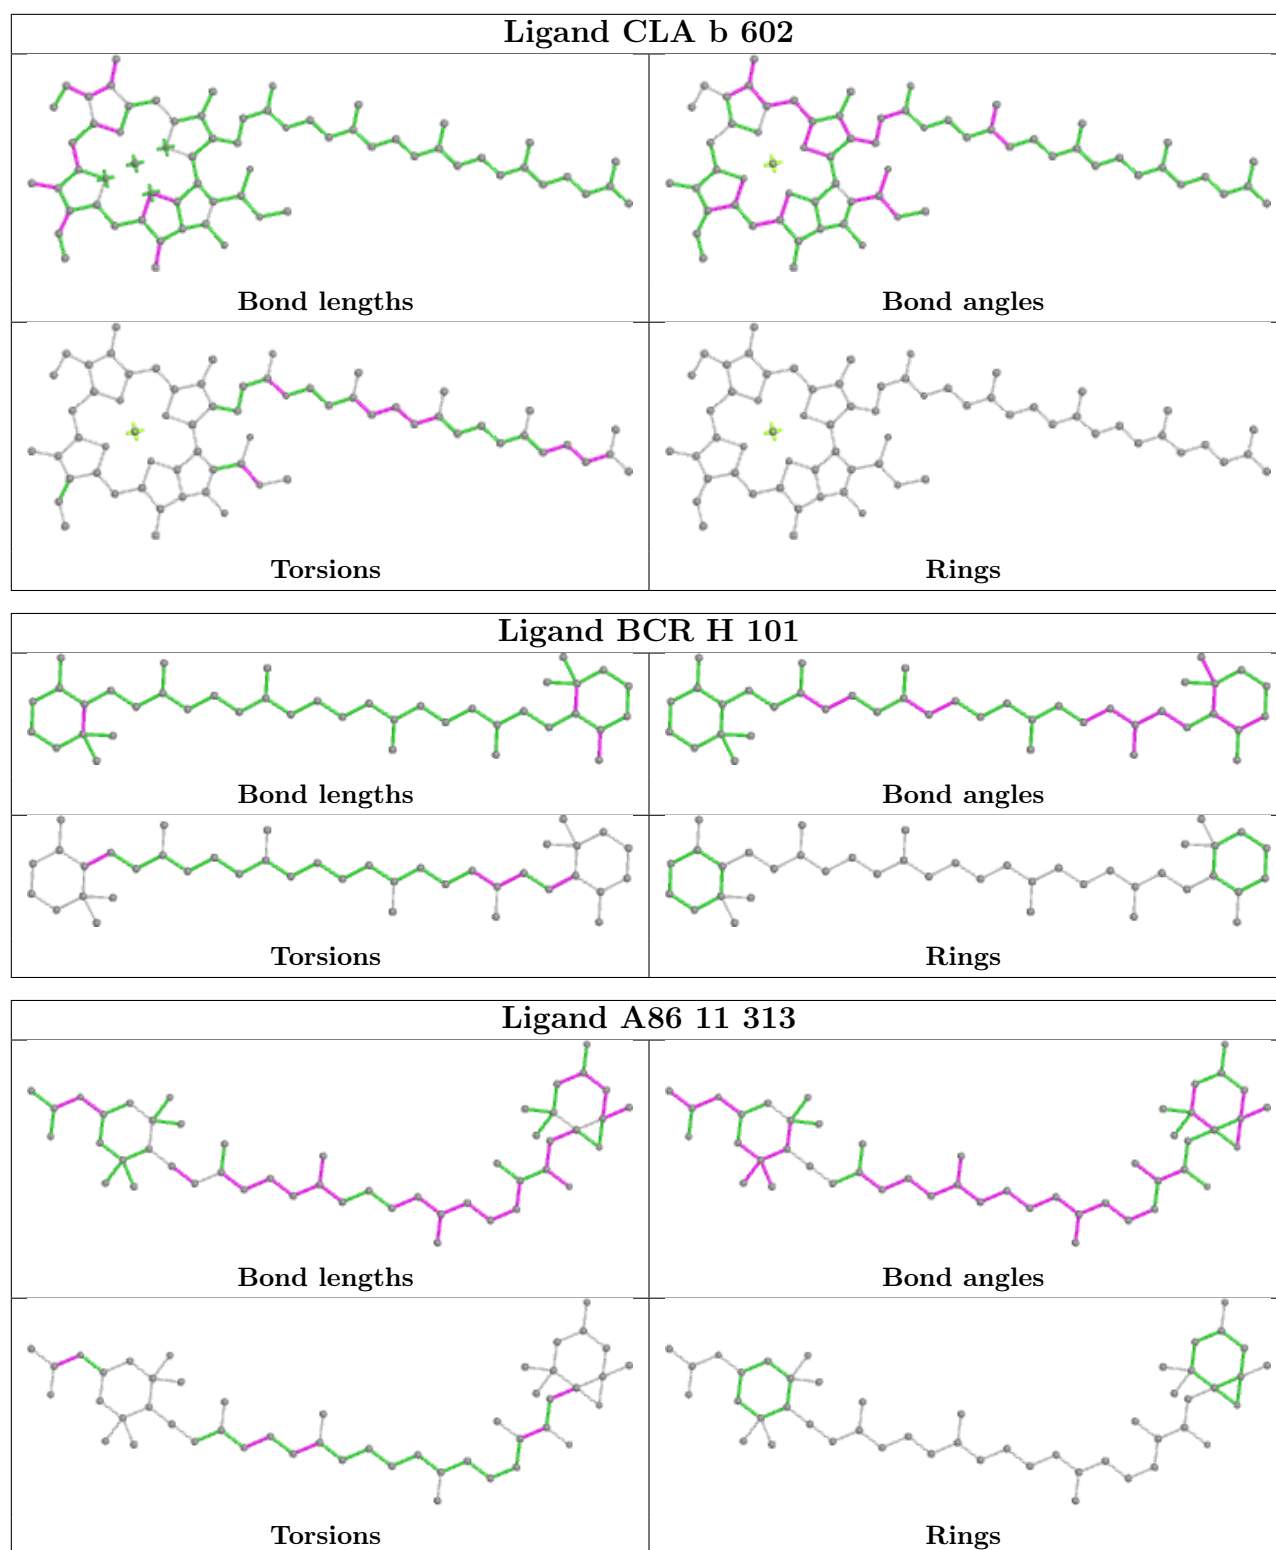 Ligand CLA b 602
Bond lengths
Bond angles
Torsions
Rings
Ligand BCR H 101
Bond lengths
Bond angles
Torsions
Rings
Ligand A86 11 313
Bond lengths
Bond angles
Torsions
Rings